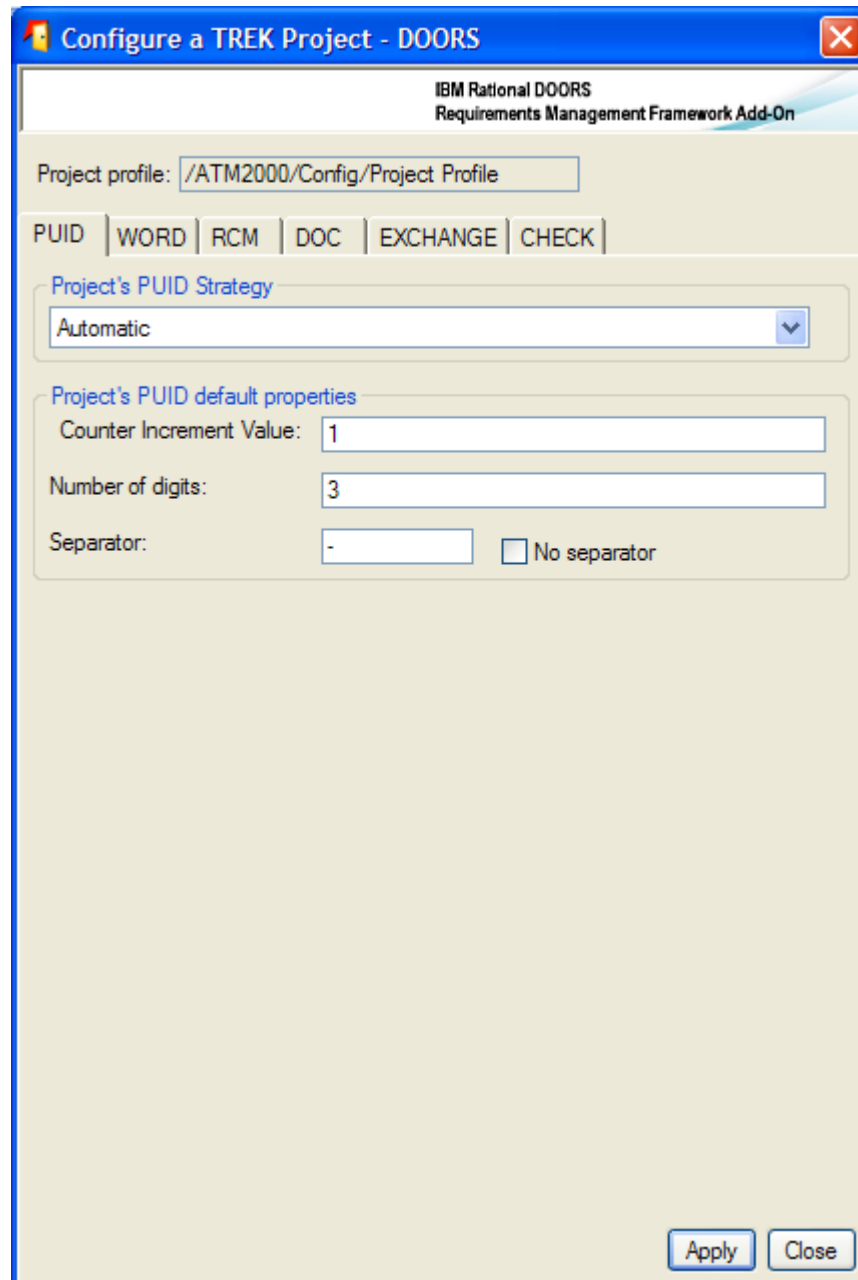 Configure a TREK Project - DOORS
IBM Rational DOORS
Requirements Management Framework Add-On
Project profile: /ATM2000/Config/Project Profile
PUID WORD RCM DOC EXCHANGE CHECK
Project's PUID Strategy
Automatic
Project's PUID default properties
Counter Increment Value: 1
Number of digits: 3
Separator: - No separator
Apply Close